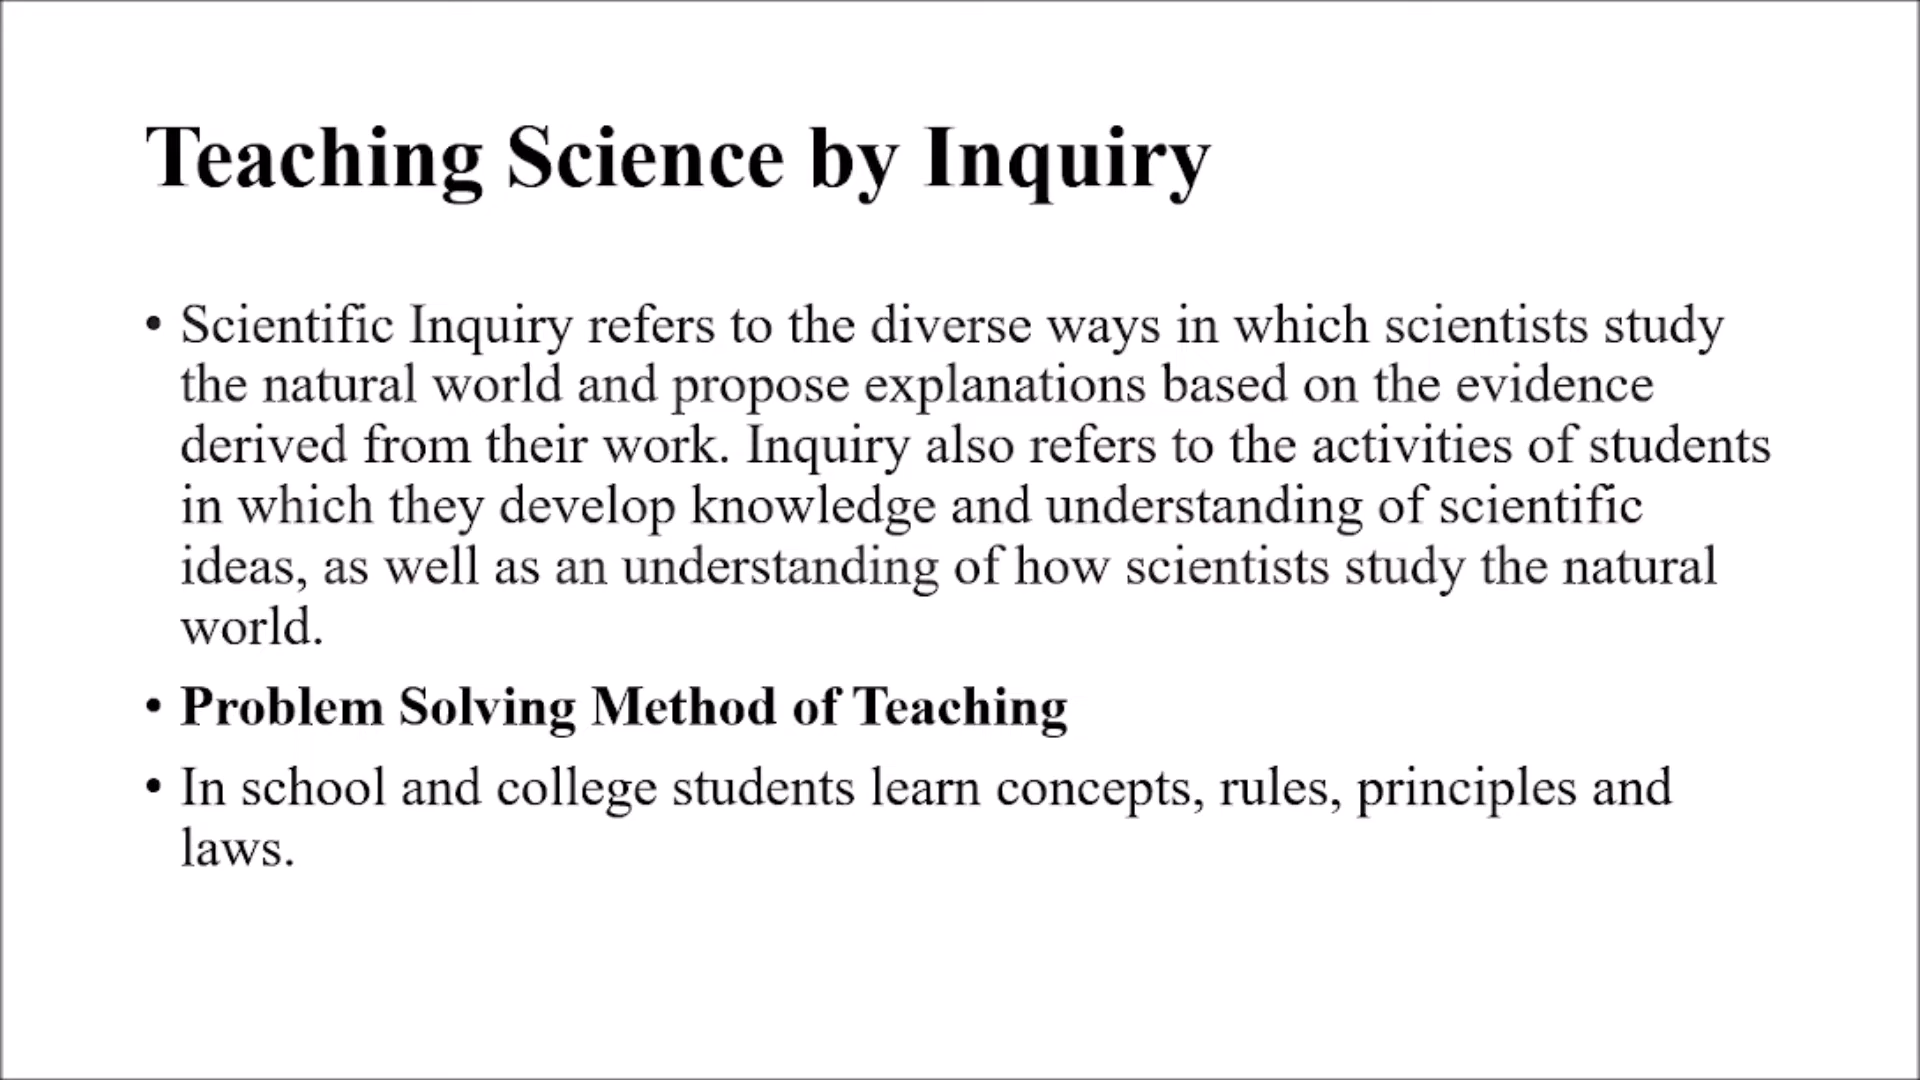 Teaching Science by Inquiry
• Scientific Inquiry refers to the diverse ways in which scientists study
the natural world and propose explanations based on the evidence
derived from their work. Inquiry also refers to the activities of students
in which they develop knowledge and understanding of scientific
ideas, as well as an understanding of how scientists study the natural
world.
• Problem Solving Method of Teaching
• In school and college students learn concepts, rules, principles and
laws.